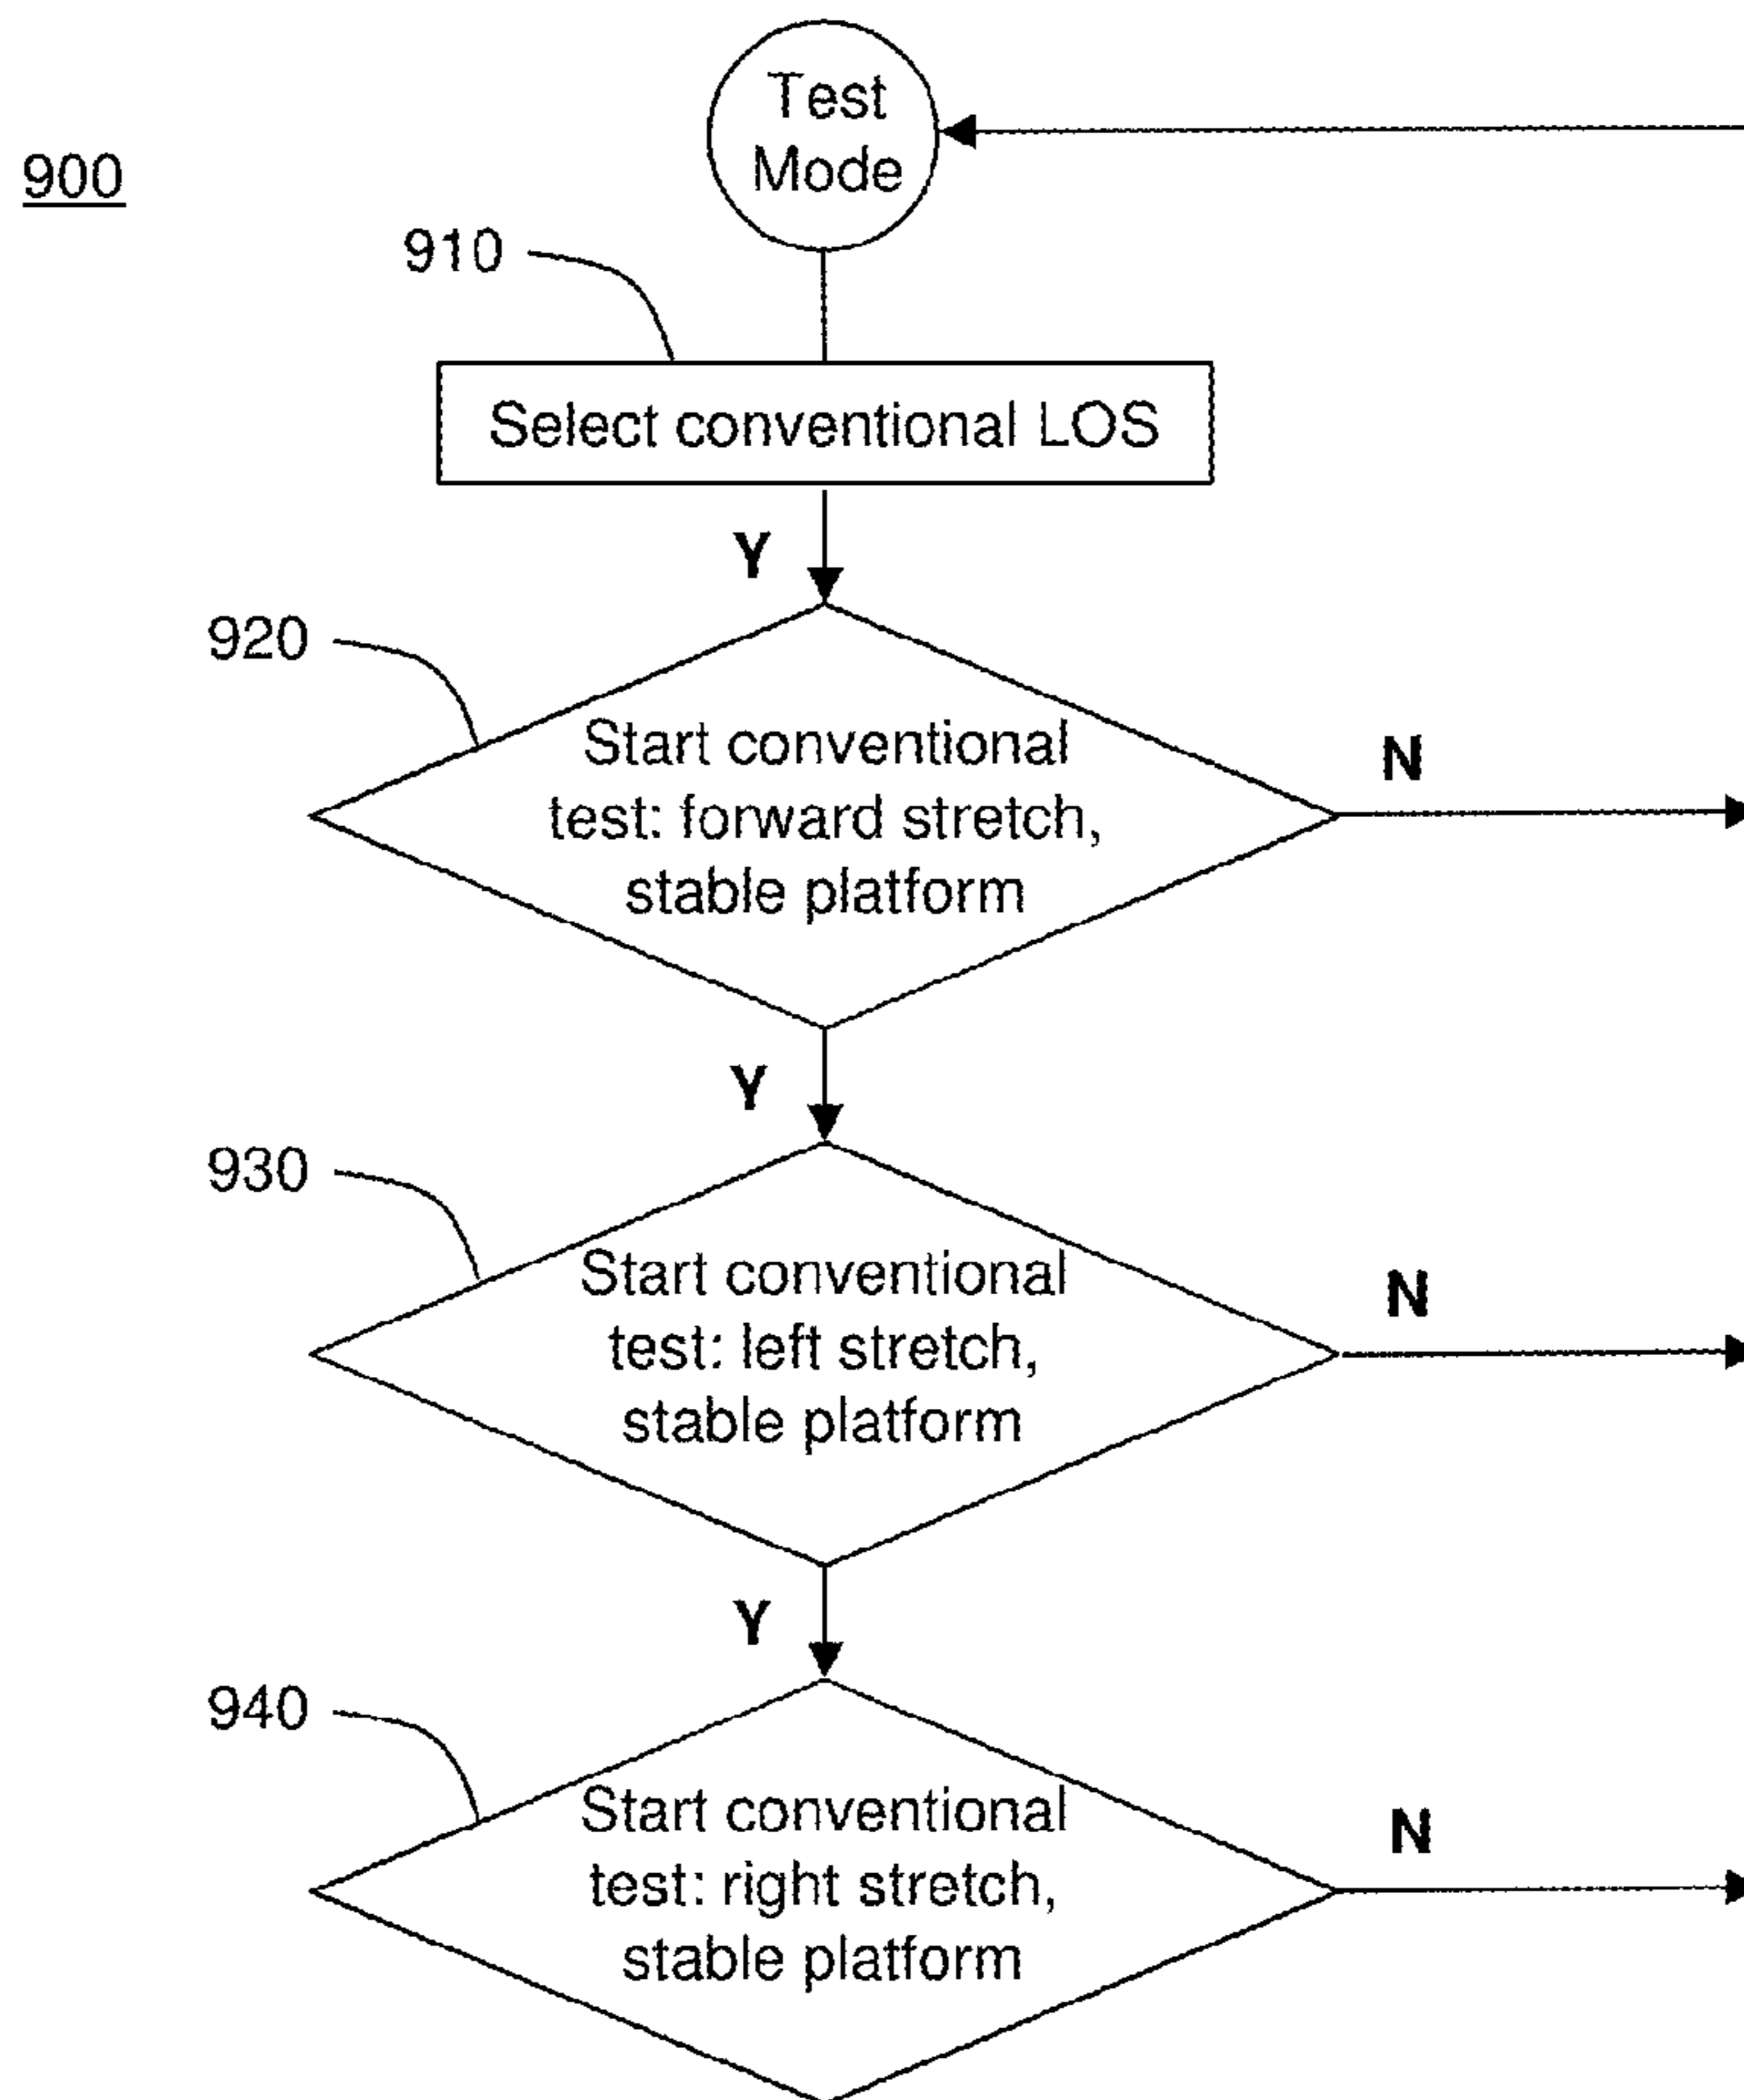 Test
Mode
900
910
Select conventional LOS
Y
920
Start conventional
test: forward stretch,
stable platform
N
Y
930
Start conventional
test: left stretch,
stable platform
N
Y
940
Start conventional
test: right stretch,
stable platform
N